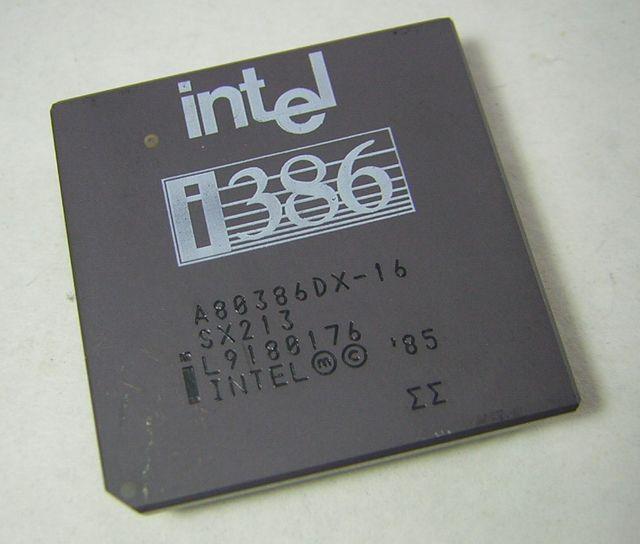 intel
i386
A80386DX-16
SX213
L9180176
INTEL Ⓜ © '85
ΣΣ